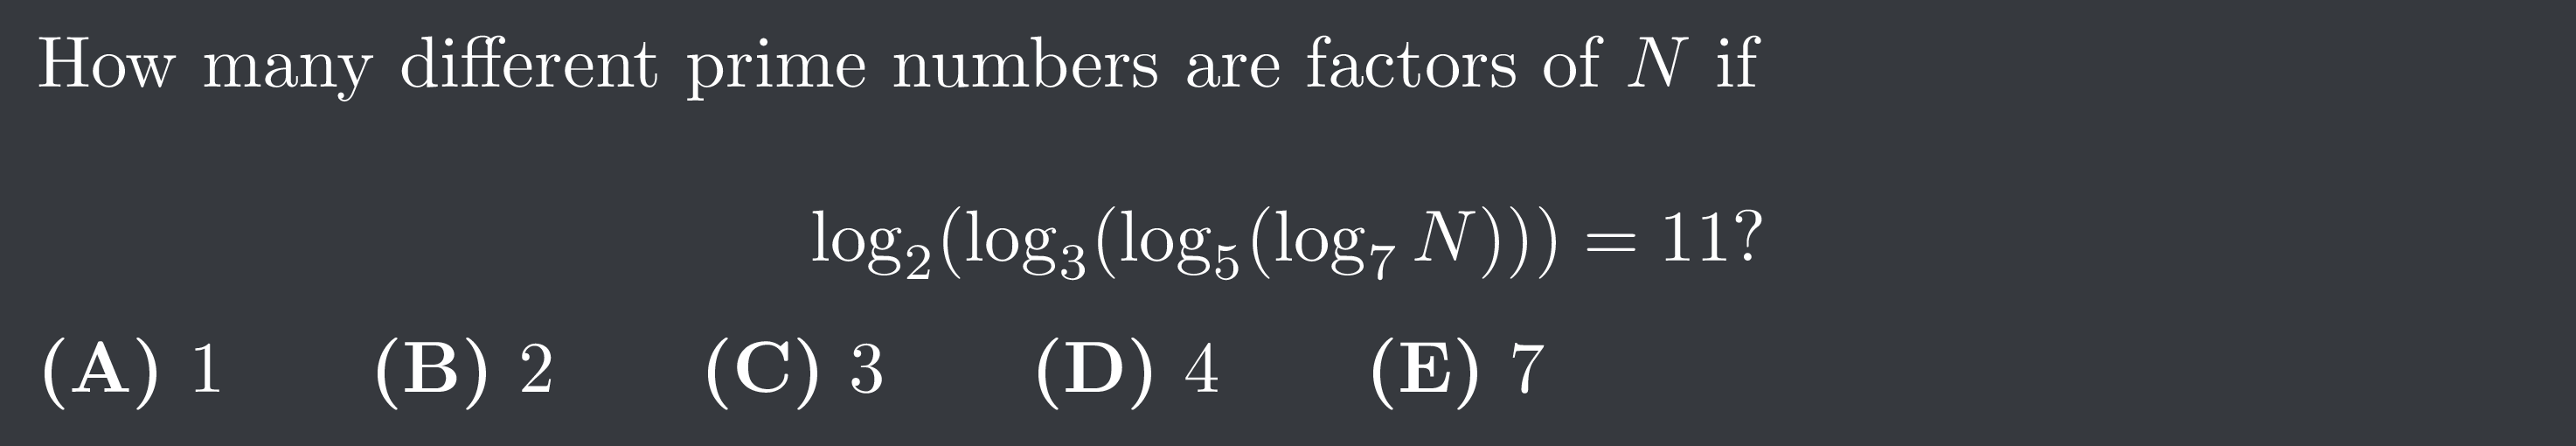 How many different prime numbers are factors of N if
log₂(log₃(log₅(log₇ N))) = 11?
(A) 1 (B) 2 (C) 3 (D) 4 (E) 7